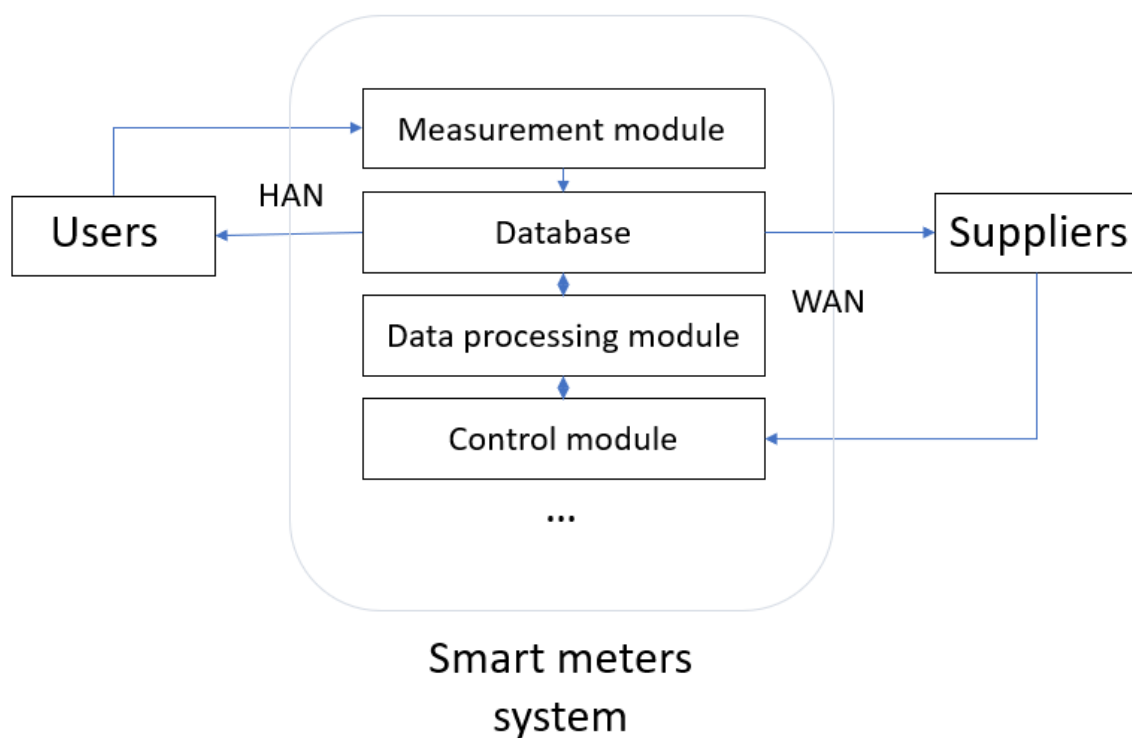 Measurement module
HAN
Users
Database
Suppliers
WAN
Data processing module
Control module
...
Smart meters
system